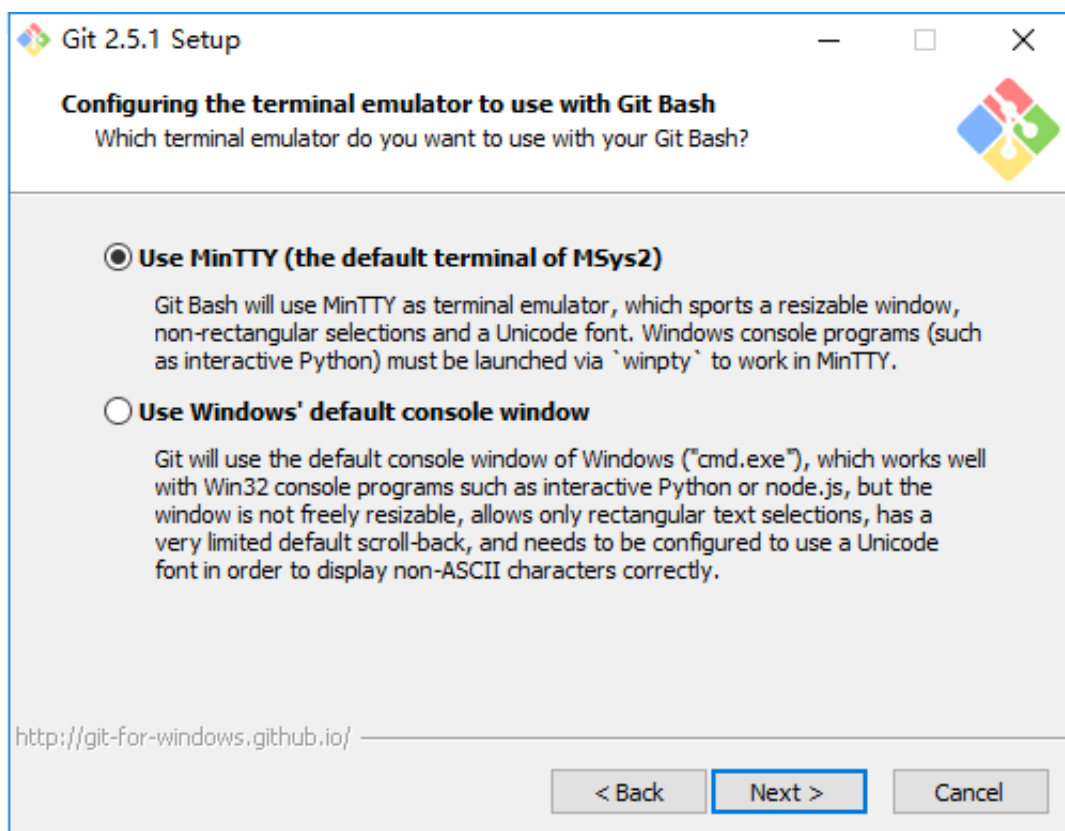 Git 2.5.1 Setup
Configuring the terminal emulator to use with Git Bash
Which terminal emulator do you want to use with your Git Bash?
Use MinTTY (the default terminal of MSys2)
Git Bash will use MinTTY as terminal emulator, which sports a resizable window,
non-rectangular selections and a Unicode font. Windows console programs (such
as interactive Python) must be launched via `winpty` to work in MinTTY.
Use Windows' default console window
Git will use the default console window of Windows ("cmd.exe"), which works well
with Win32 console programs such as interactive Python or node.js, but the
window is not freely resizable, allows only rectangular text selections, has a
very limited default scroll-back, and needs to be configured to use a Unicode
font in order to display non-ASCII characters correctly.
http://git-for-windows.github.io/
< Back Next > Cancel